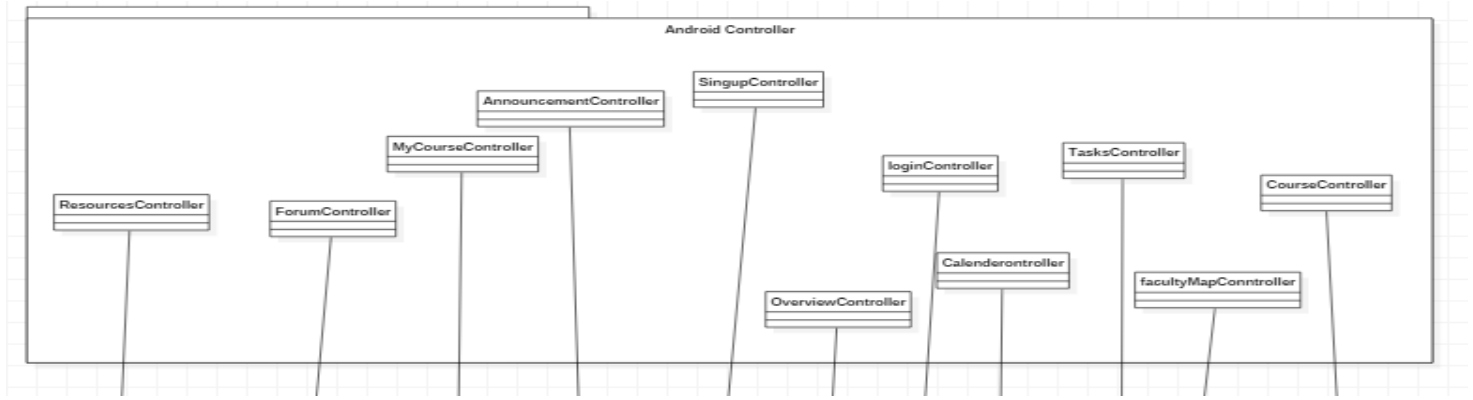 Android Controller
SingupController
AnnouncementController
MyCourseController
TasksController
loginController
CourseController
ResourcesController
ForumController
Calenderontroller
facultyMapConntroller
OverviewController